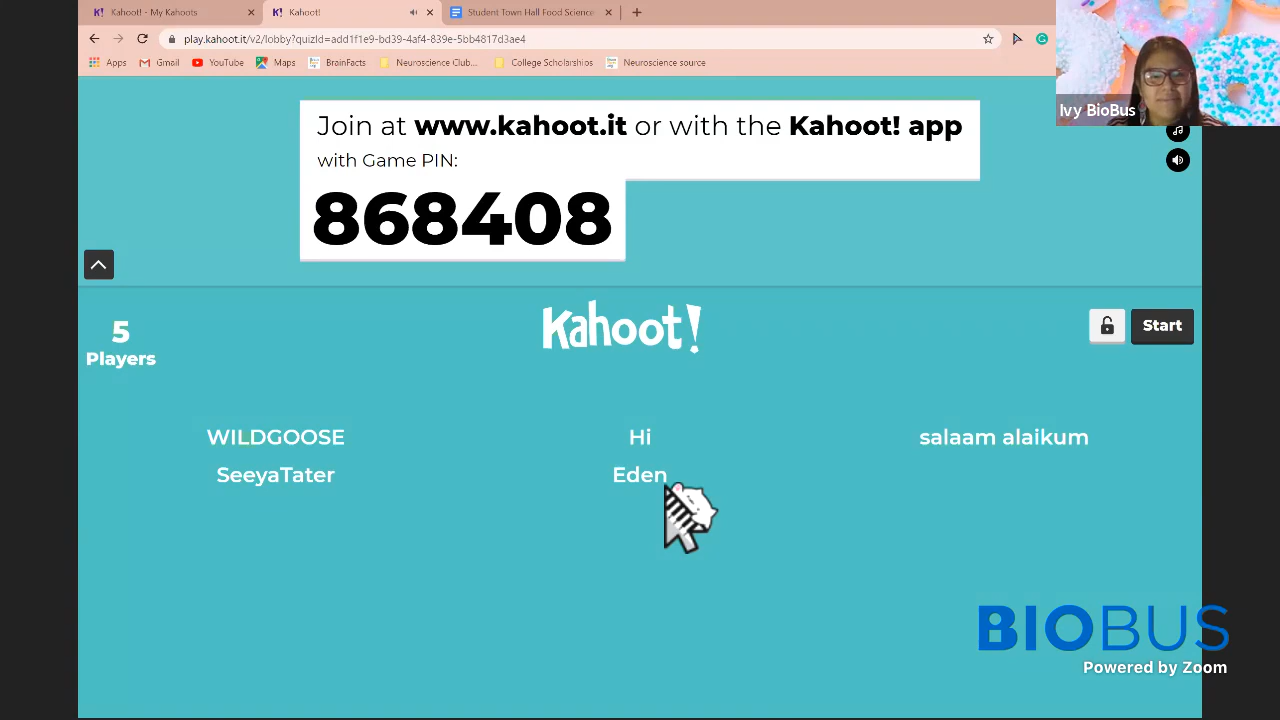 Kahoot! - My Kahoots
Kahoot!
Student Town Hall Food Science
play.kahoot.it/v2/lobby?quizId=add1f1e9-bd39-4af4-839e-5bb4817d3ae4
Apps
Gmail
YouTube
Maps
BrainFacts
Neuroscience Club...
College Scholarships
Neuroscience source
Ivy BioBus
Join at www.kahoot.it or with the Kahoot! app
with Game PIN:
868408
5
Players
Kahoot!
Start
WILDGOOSE
Hi
salaam alaikum
SeeyaTater
Eden
BIOBUS
Powered by Zoom